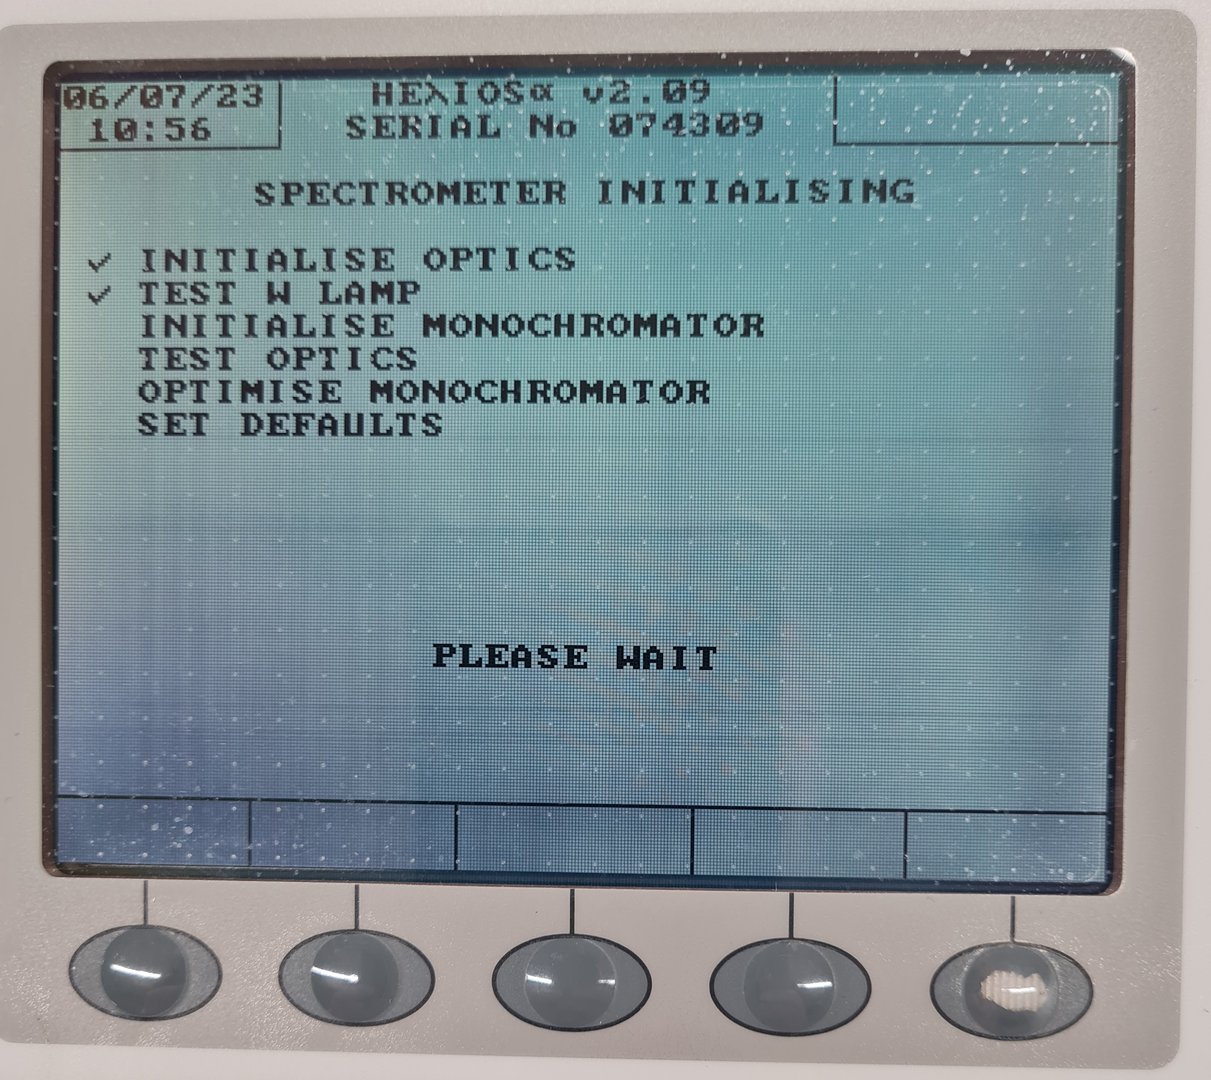 06/07/23
10:56
HEλIOSα v2.09
SERIAL No 074309
SPECTROMETER INITIALISING
✓ INITIALISE OPTICS
✓ TEST W LAMP
INITIALISE MONOCHROMATOR
TEST OPTICS
OPTIMISE MONOCHROMATOR
SET DEFAULTS
PLEASE WAIT